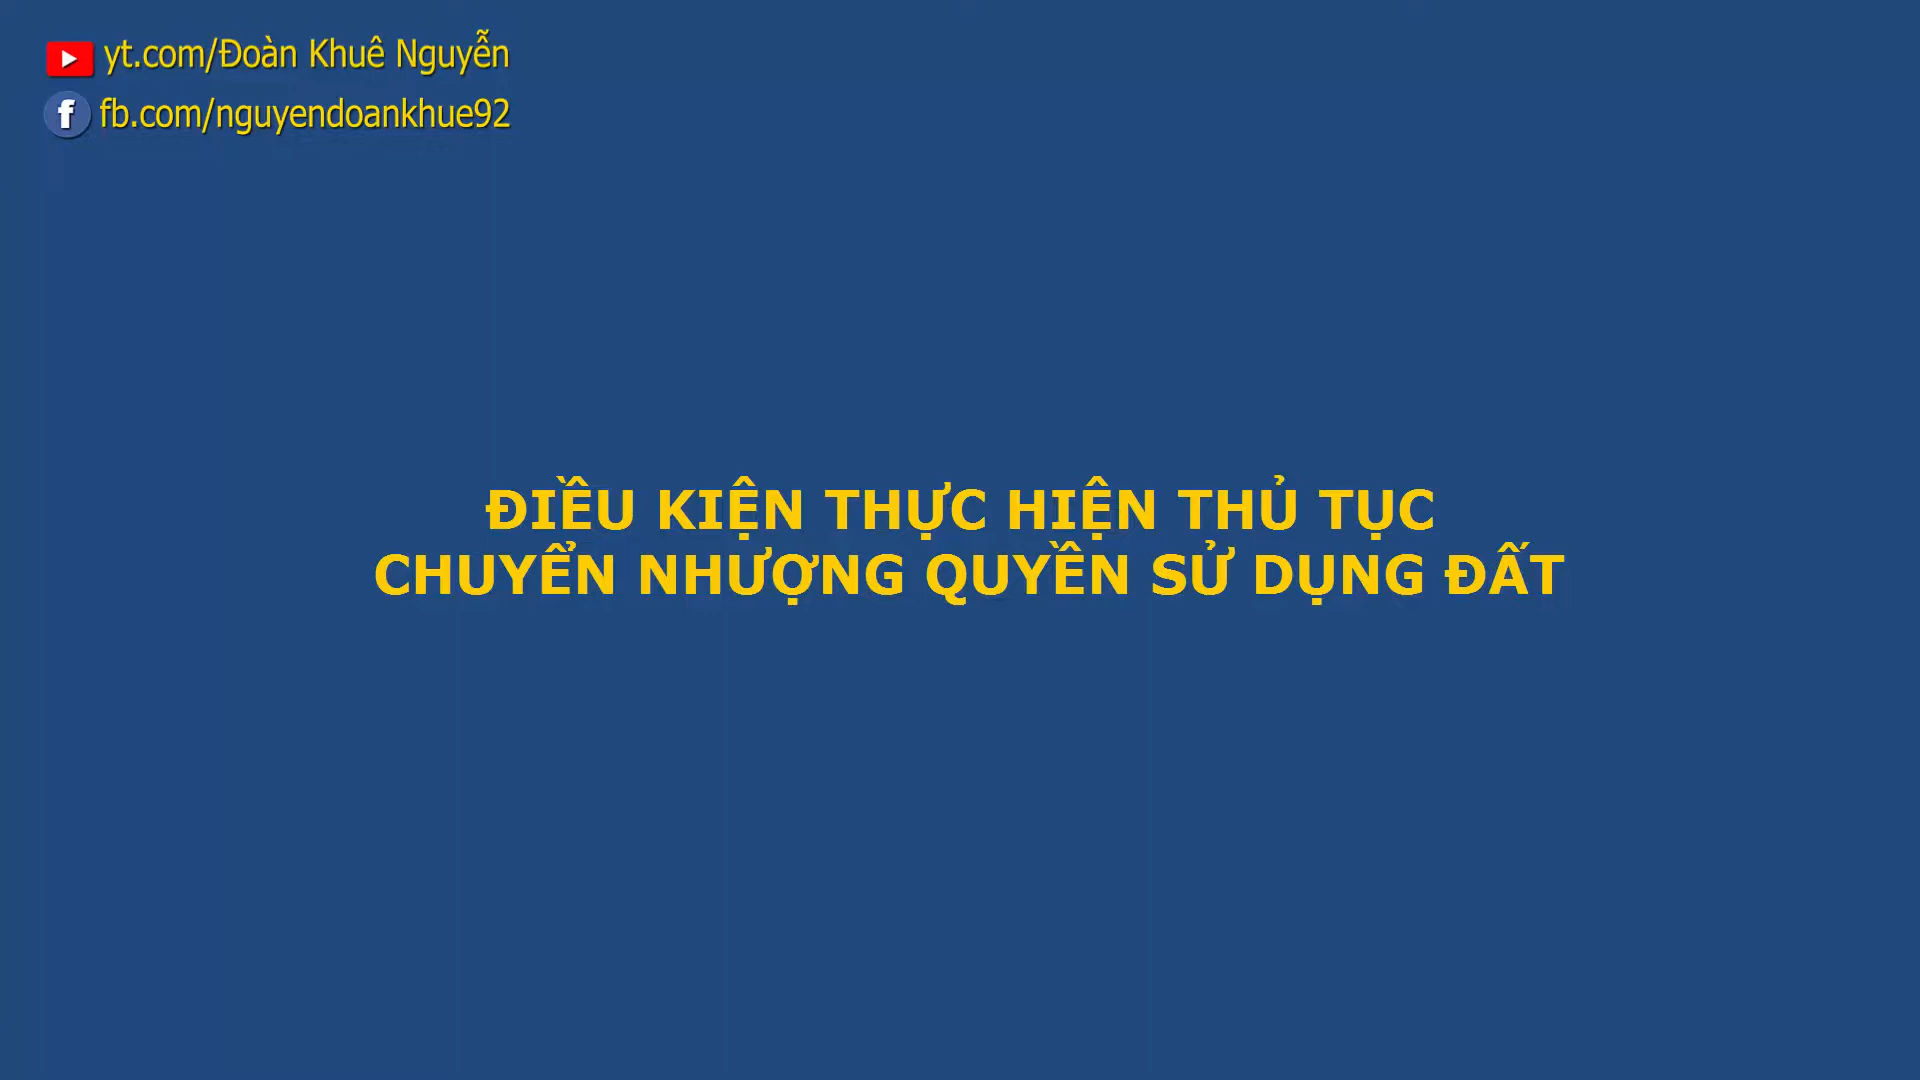 yt.com/Đoàn Khuê Nguyễn
fb.com/nguyendoankhue92
ĐIỀU KIỆN THỰC HIỆN THỦ TỤC
CHUYỂN NHƯỢNG QUYỀN SỬ DỤNG ĐẤT